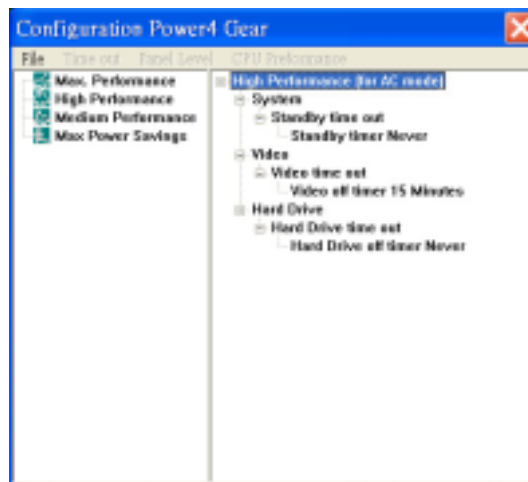 Configuration Power4 Gear
File Time out Panel Level CPU Preformance
Max. Performance
High Performance
Medium Performance
Max Power Savings
High Performance (for AC mode)
System
Standby time out
Standby timer Never
Video
Video time out
Video off timer 15 Minutes
Hard Drive
Hard Drive time out
Hard Drive off timer Never